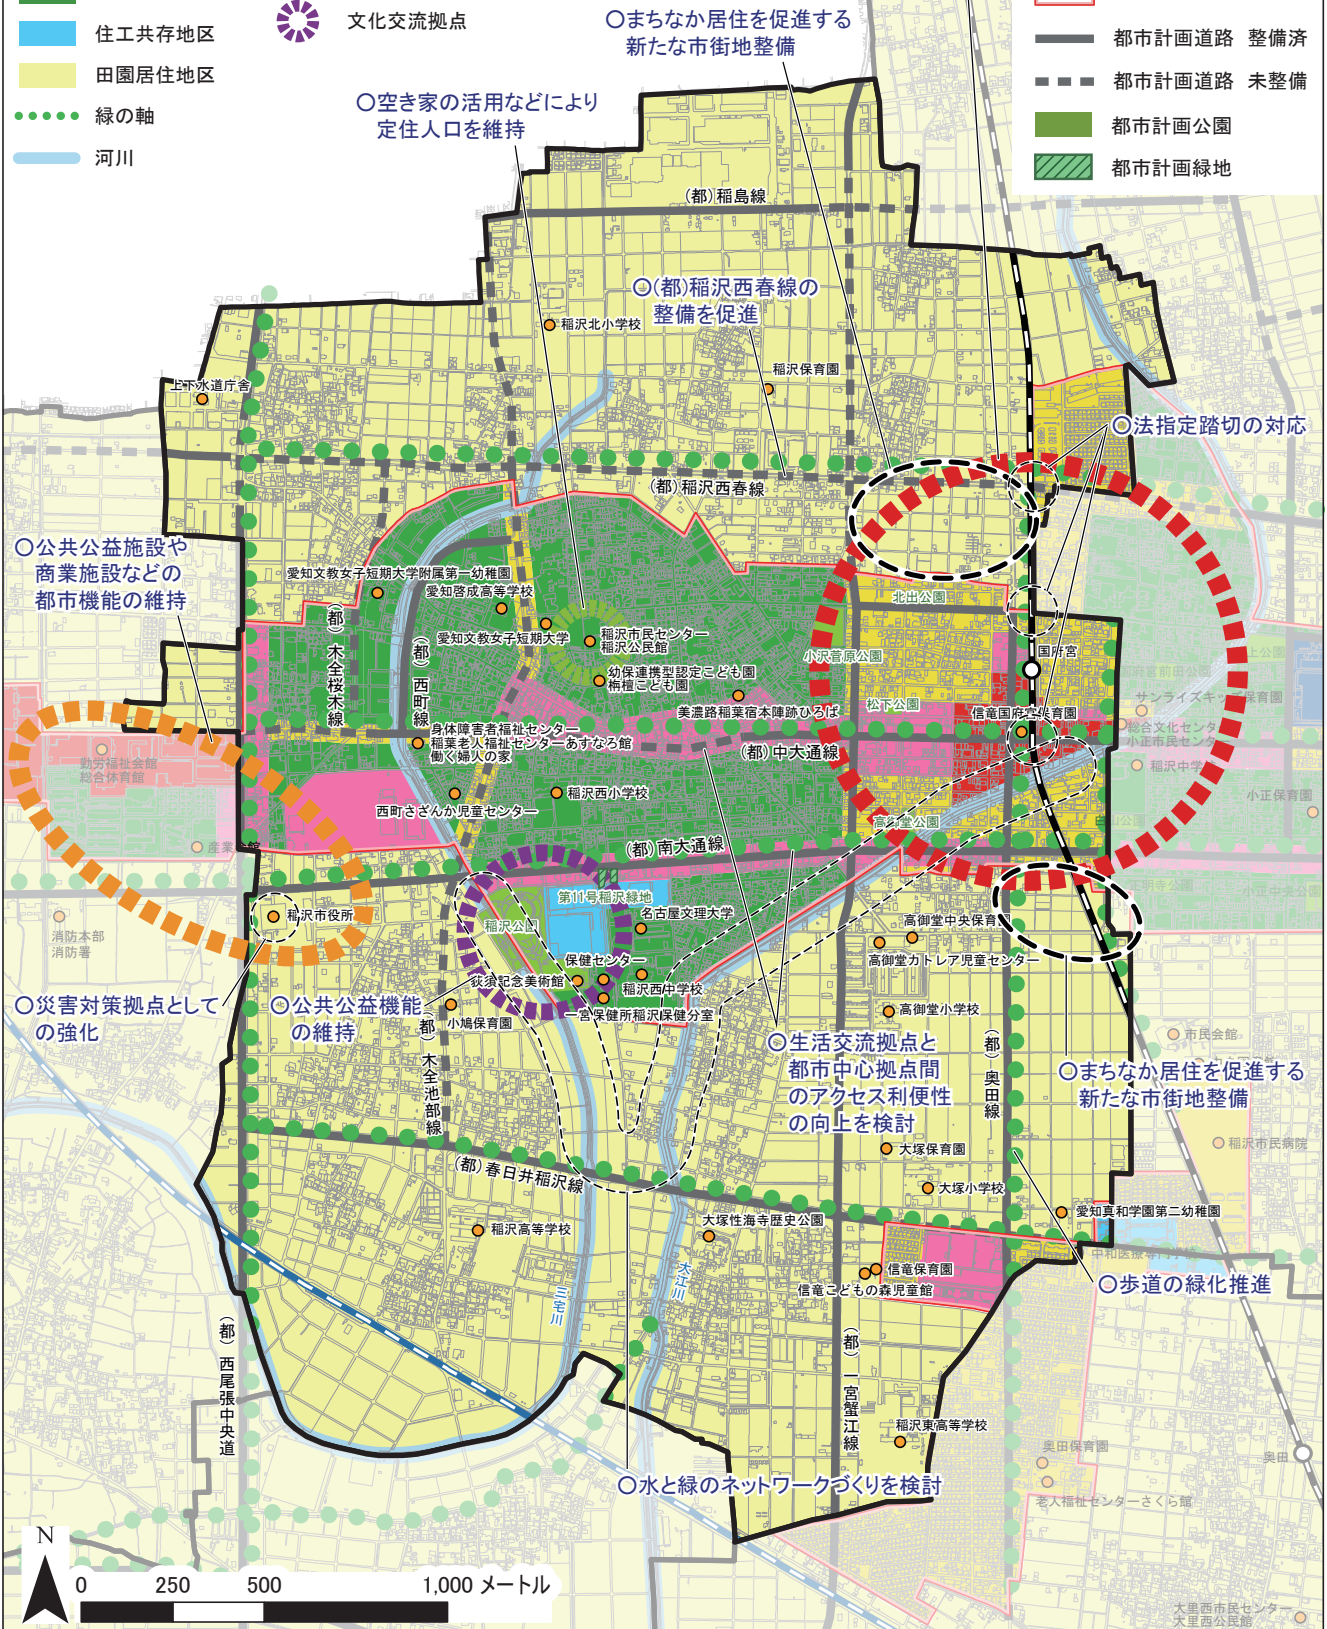 住工共存地区
田園居住地区
緑の軸
河川
文化交流拠点
○まちなか居住を促進する
新たな市街地整備
都市計画道路 整備済
都市計画道路 未整備
都市計画公園
都市計画緑地
○空き家の活用などにより
定住人口を維持
(都)稲島線
○(都)稲沢西春線の
整備を促進
稲沢北小学校
稲沢保育園
上下水道庁舎
○法指定踏切の対応
(都)稲沢西春線
○公共公益施設や
商業施設などの
都市機能の維持
愛知文教女子短期大学附属第一幼稚園
愛知啓成高等学校
愛知文教女子短期大学
稲沢市民センター
稲沢公民館
幼保連携型認定こども園
栴檀こども園
美濃路稲葉宿本陣跡ひろば
(都)木全桜木線
(都)西町線
北出公園
小沢菅原公園
松下公園
国府宮
信竜国府宮保育園
サンライズキッズ保育園
総合文化センタ
小正市民センタ
稲沢中学校
小正保育園
身体障害者福祉センター
稲葉老人福祉センターあすなろ館
働く婦人の家
(都)中大通線
勤労福祉会館
総合体育館
西町さざんか児童センター
稲沢西小学校
高御堂公園
産業会館
(都)南大通線
第11号稲沢緑地
稲沢公園
名古屋文理大学
稲沢市役所
消防本部
消防署
高御堂中央保育園
高御堂カトレア児童センター
正明寺公園
小正中央公園
保健センター
荻須記念美術館
稲沢西中学校
一宮保健所稲沢保健分室
小鳩保育園
高御堂小学校
○災害対策拠点として
の強化
○公共公益機能
の維持
(都)木全池部線
○生活交流拠点と
都市中心拠点間
のアクセス利便性
の向上を検討
(都)奥田線
市民会館
○まちなか居住を促進する
新たな市街地整備
稲沢市民病院
大塚保育園
大塚小学校
(都)春日井稲沢線
稲沢高等学校
大塚性海寺歴史公園
愛知真和学園第二幼稚園
信竜保育園
信竜こどもの森児童館
○歩道の緑化推進
三宅川
大江川
(都)西尾張中央道
(都)一宮蟹江線
稲沢東高等学校
奥田保育園
老人福祉センターさくら館
奥田
○水と緑のネットワークづくりを検討
N
0 250 500 1,000 メートル
大里西市民センター
大里西公民館